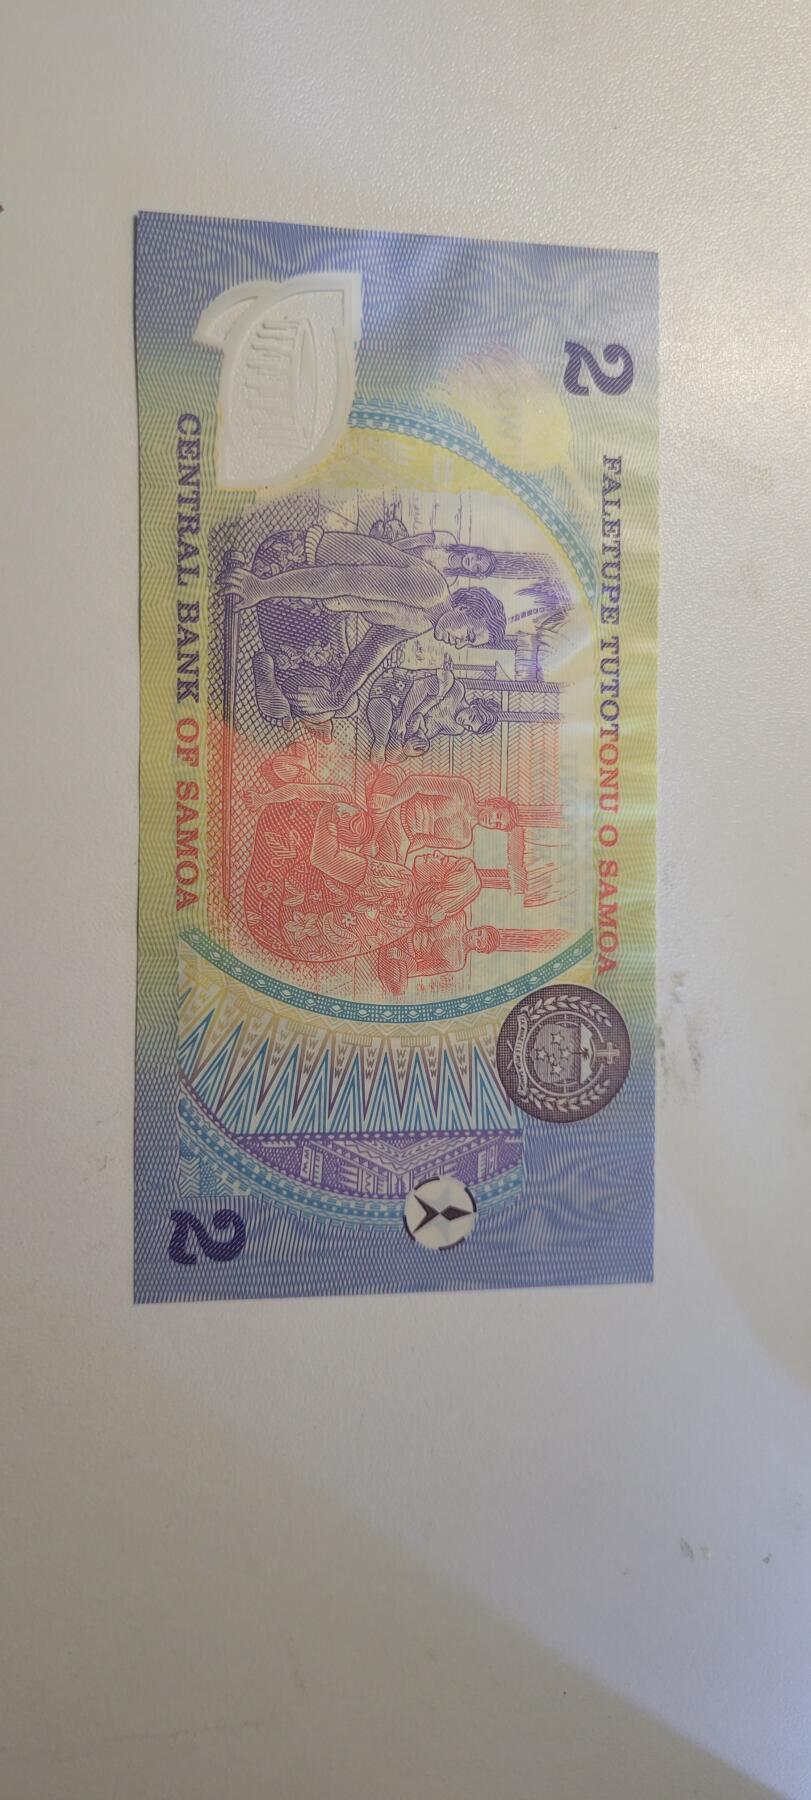 2
FALETUPE TUTOTONU O SAMOA
CENTRAL BANK OF SAMOA
2